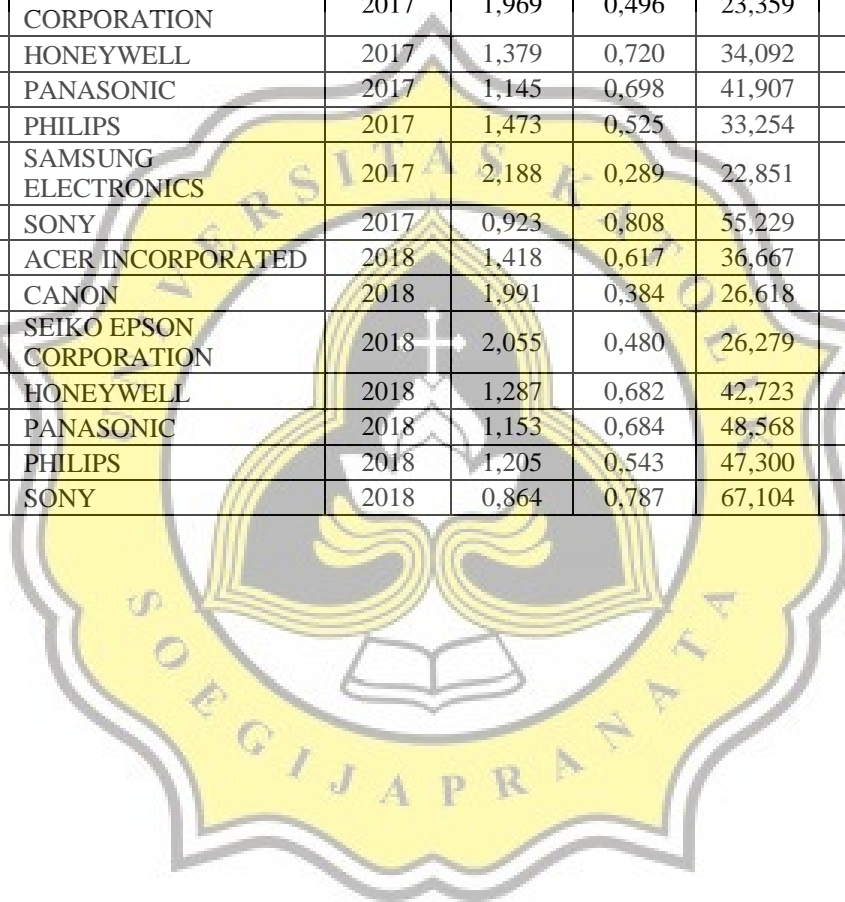 CORPORATION 2017 1,969 0,496 23,359
HONEYWELL 2017 1,379 0,720 34,092
PANASONIC 2017 1,145 0,698 41,907
PHILIPS 2017 1,473 0,525 33,254
SAMSUNG
ELECTRONICS 2017 2,188 0,289 22,851
SONY 2017 0,923 0,808 55,229
ACER INCORPORATED 2018 1,418 0,617 36,667
CANON 2018 1,991 0,384 26,618
SEIKO EPSON
CORPORATION 2018 2,055 0,480 26,279
HONEYWELL 2018 1,287 0,682 42,723
PANASONIC 2018 1,153 0,684 48,568
PHILIPS 2018 1,205 0,543 47,300
SONY 2018 0,864 0,787 67,104
UNIVERSITAS KATOLIK
SOEGIJAPRANATA